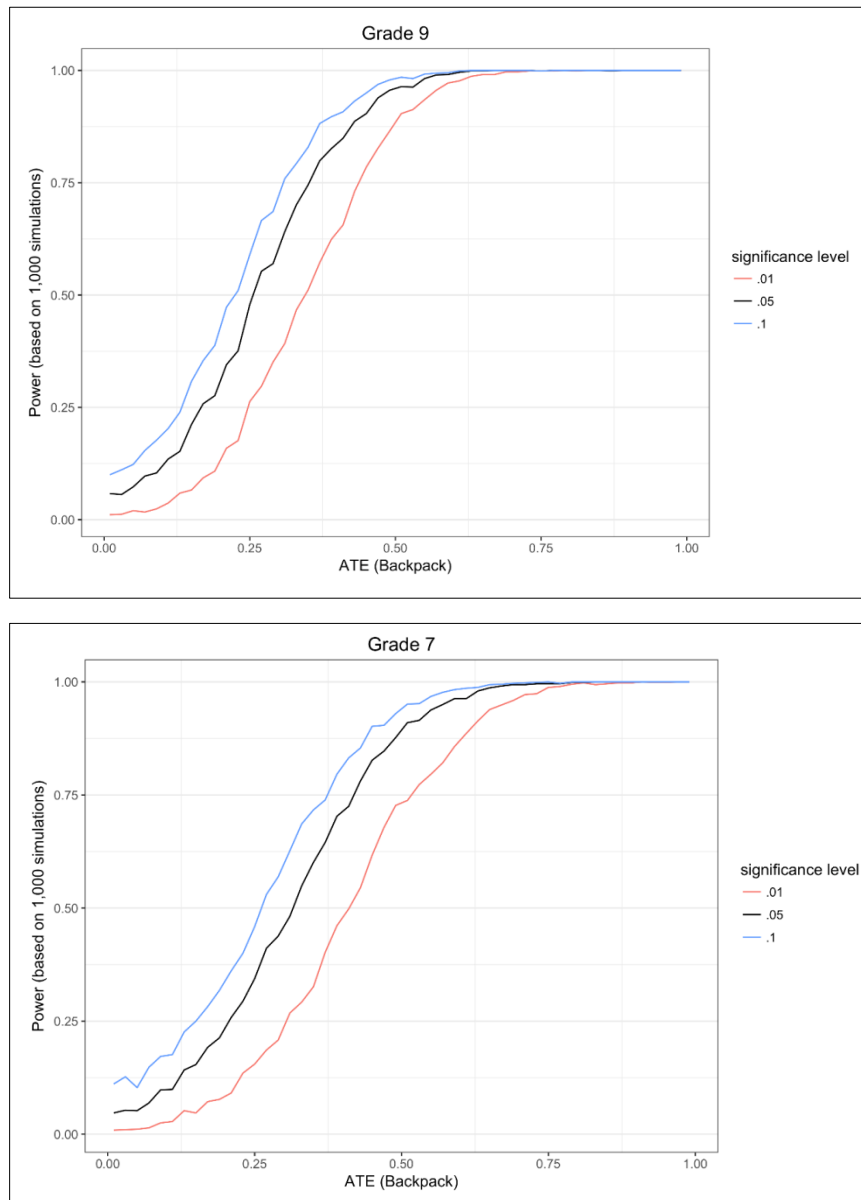 Grade 9
1.00
0.75
0.50
0.25
0.00
Power (based on 1,000 simulations)
0.00 0.25 0.50 0.75 1.00
ATE (Backpack)
significance level
.01
.05
.1
Grade 7
1.00
0.75
0.50
0.25
0.00
Power (based on 1,000 simulations)
0.00 0.25 0.50 0.75 1.00
ATE (Backpack)
significance level
.01
.05
.1